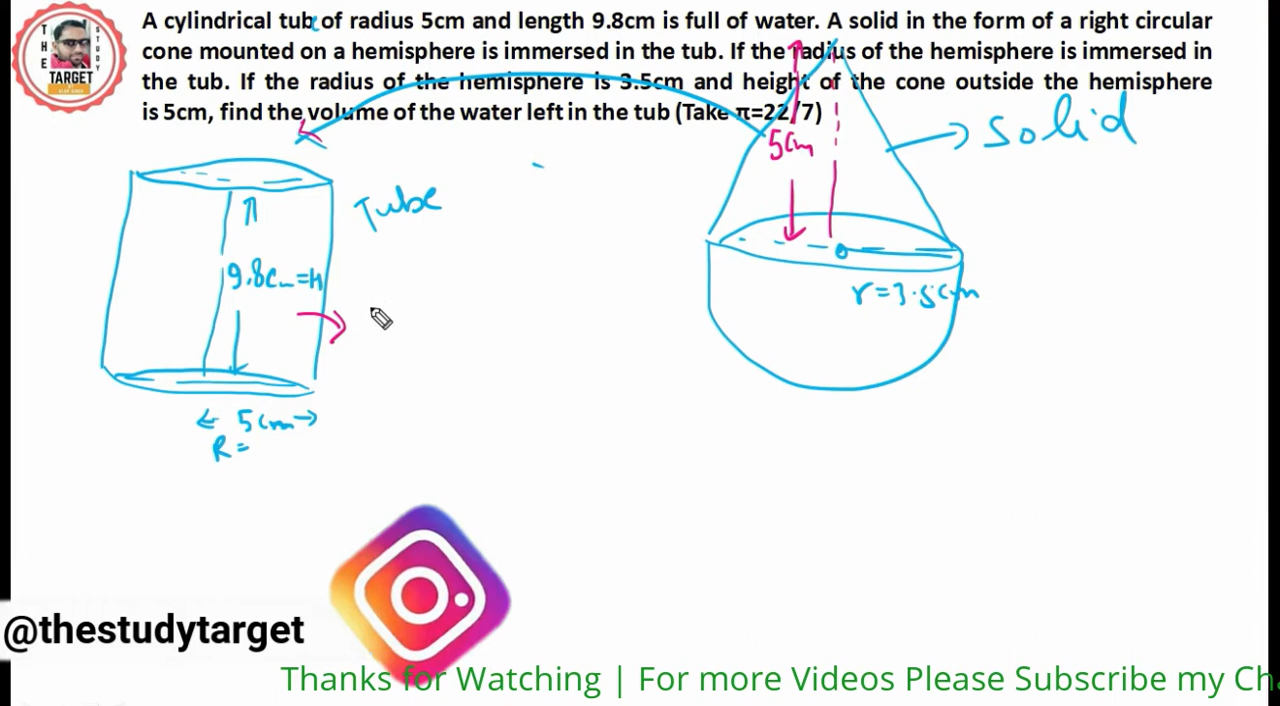 A cylindrical tub of radius 5cm and length 9.8cm is full of water. A solid in the form of a right circular
cone mounted on a hemisphere is immersed in the tub. If the radius of the hemisphere is immersed in
the tub. If the radius of the hemisphere is 3.5cm and height of the cone outside the hemisphere
is 5cm, find the volume of the water left in the tub (Take π=22/7)
THE
STUDY
TARGET
solid
5cm
Tube
9.8cm=H
r=3.5cm
5cm
R=
@thestudytarget
Thanks for Watching | For more Videos Please Subscribe my Cha